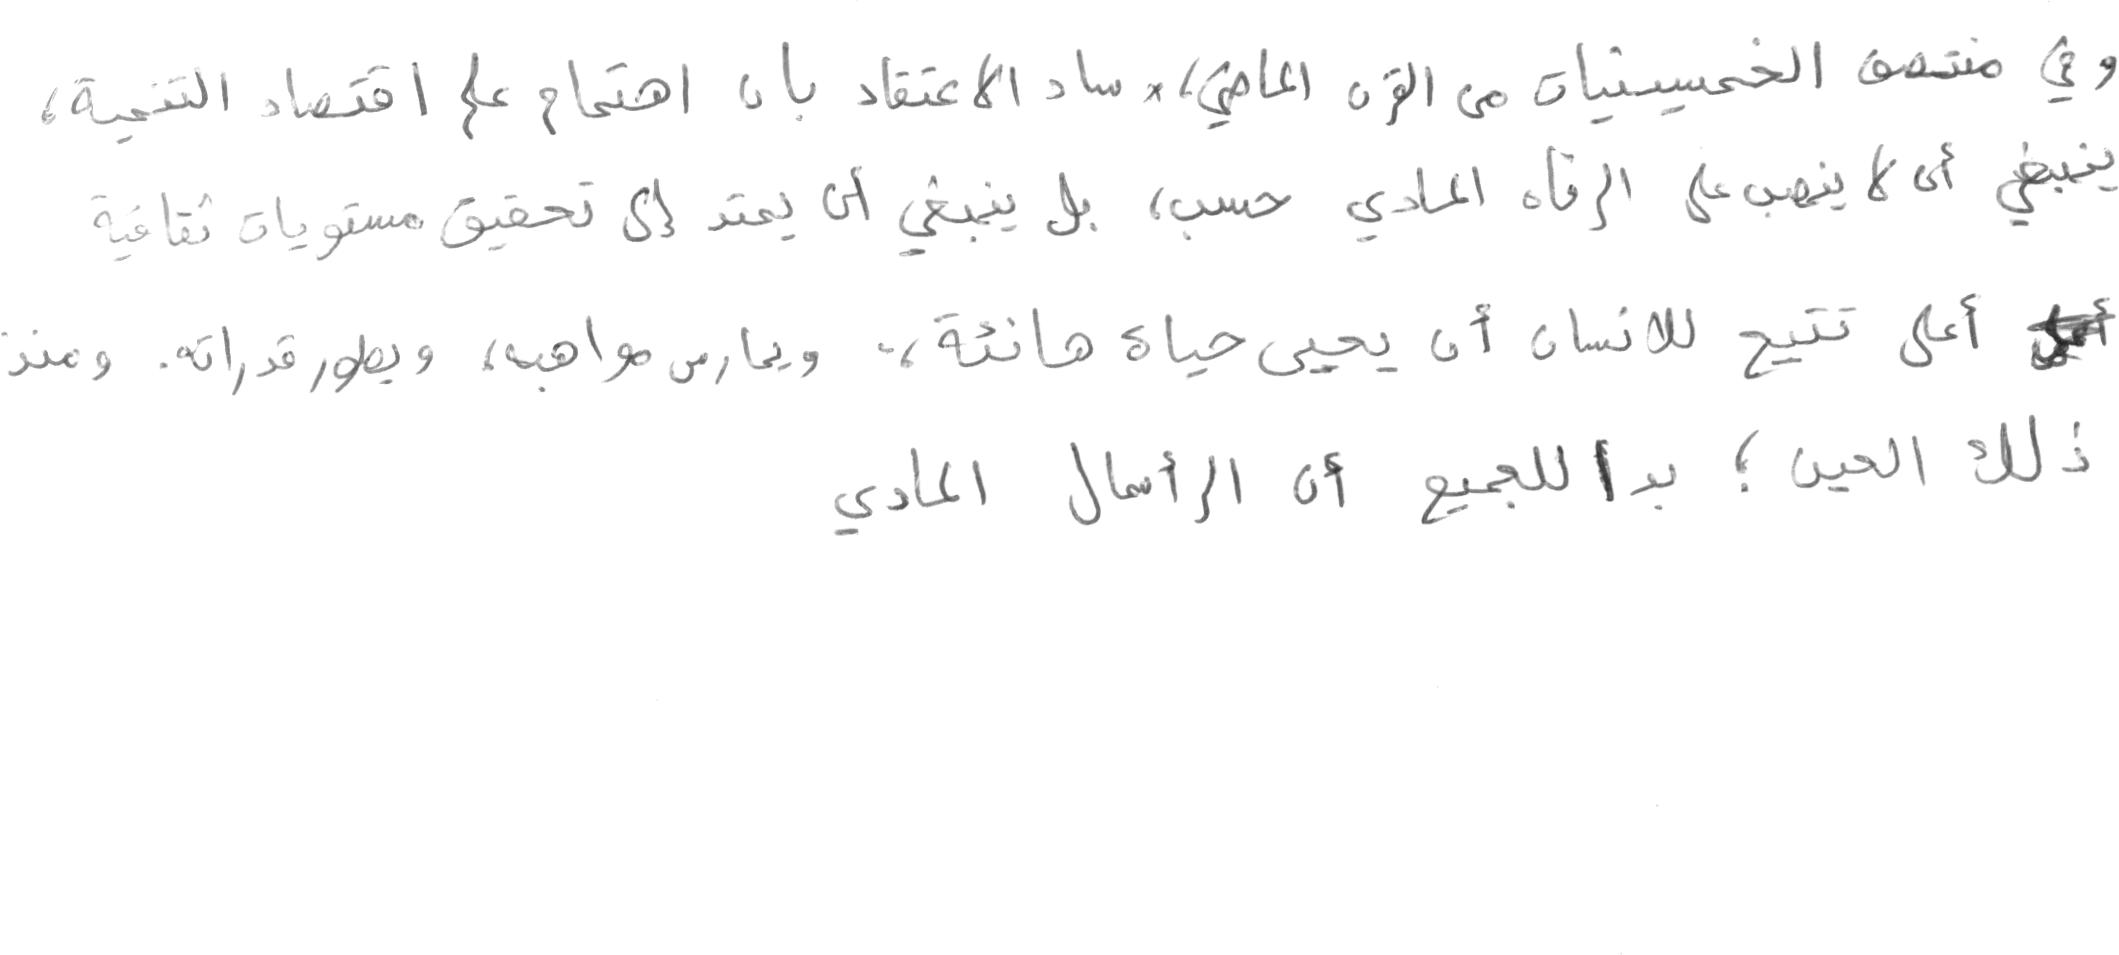 وفي منتصف الخمسينيات من القرن الماضي، ساد الاعتقاد بأن اهتمام علم اقتصاد التنمية،
ينبغي أن لا ينصب على الرفاه المادي حسب، بل ينبغي أن يمتد إلى تحقيق مستويات ثقافية
أعلى تتيح للانسان أن يحيى حياة هانئة، ويمارس مواهبه، ويطور قدراته. ومنذ
ذلك الحين؛ بدا للجميع أن الرأسمال المادي